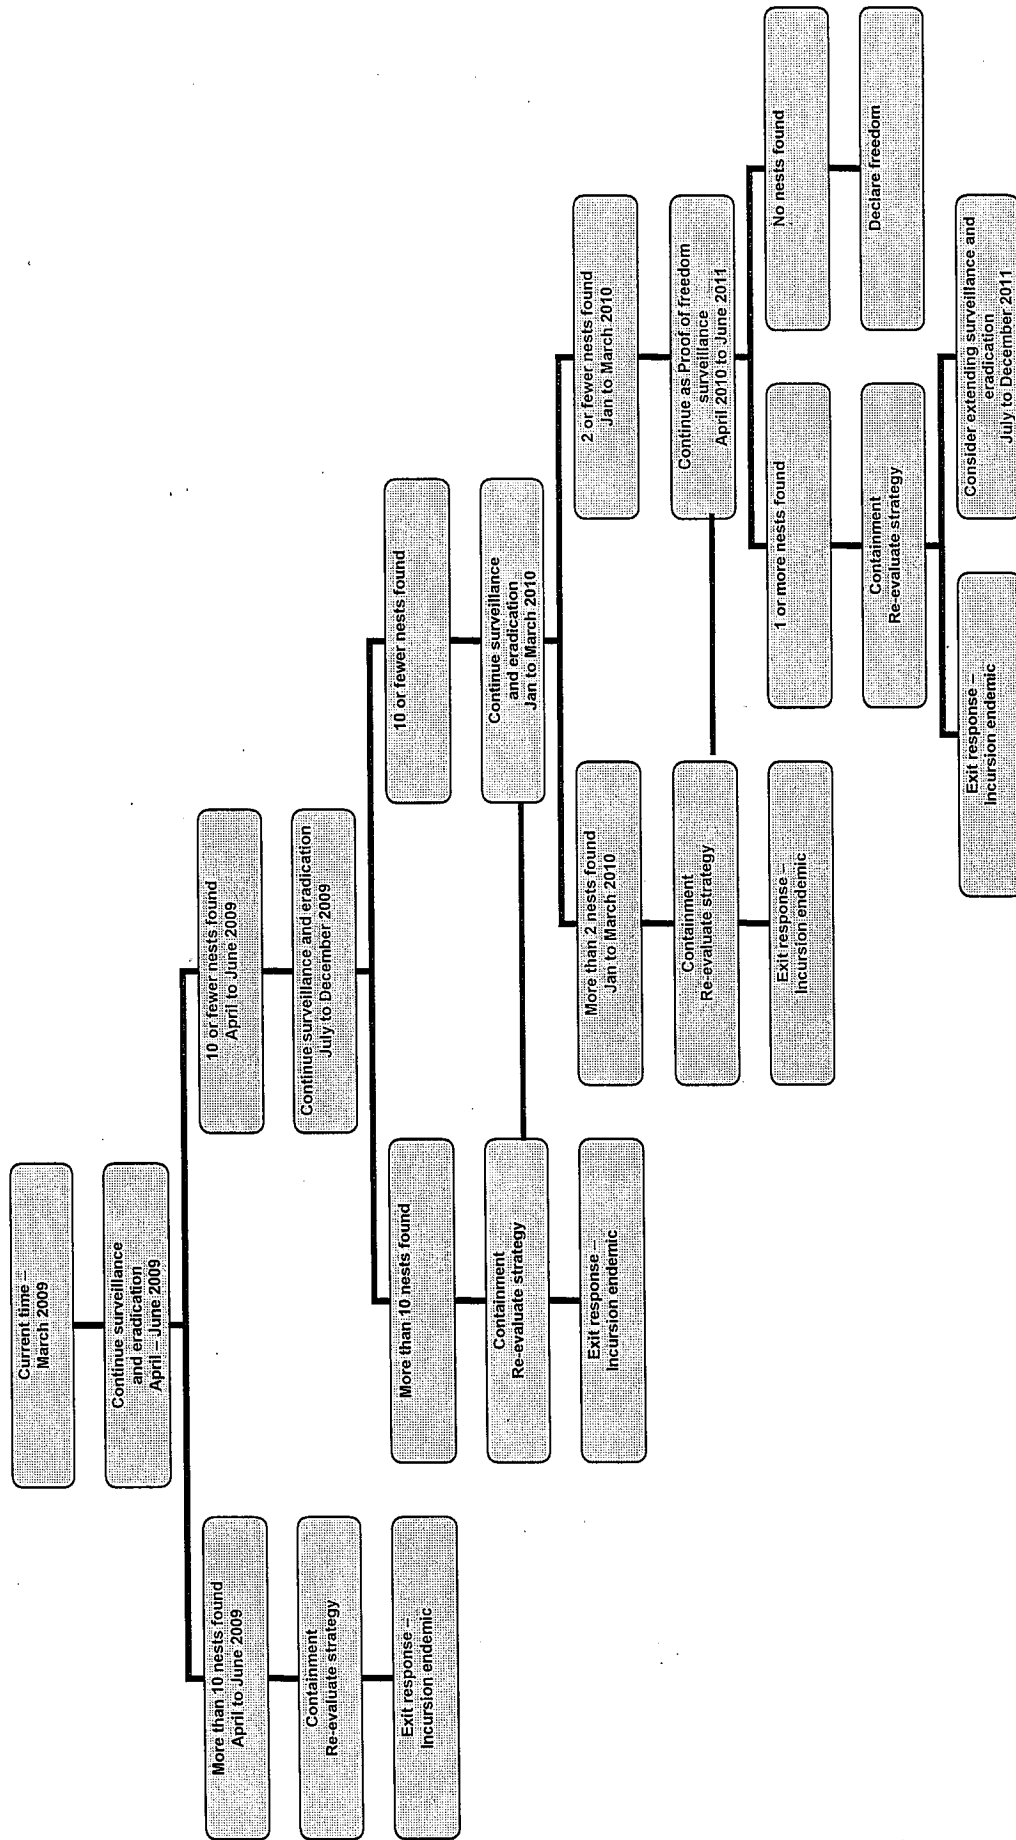 Current time –
March 2009
Continue surveillance
and eradication
April – June 2009
More than 10 nests found
April to June 2009
Containment
Re-evaluate strategy
Exit response –
Incursion endemic
10 or fewer nests found
April to June 2009
Continue surveillance and eradication
July to December 2009
More than 10 nests found
Containment
Re-evaluate strategy
Exit response –
Incursion endemic
10 or fewer nests found
Continue surveillance
and eradication
Jan to March 2010
More than 2 nests found
Jan to March 2010
Containment
Re-evaluate strategy
Exit response –
Incursion endemic
2 or fewer nests found
Jan to March 2010
Continue as Proof of freedom
surveillance
April 2010 to June 2011
1 or more nests found
Containment
Re-evaluate strategy
Exit response –
Incursion endemic
Consider extending surveillance and
eradication
July to December 2011
No nests found
Declare freedom